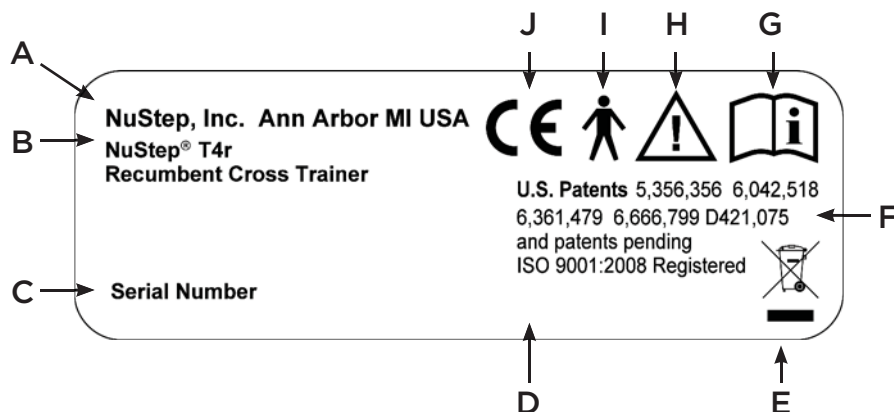 J I H G
A
NuStep, Inc. Ann Arbor MI USA
B
NuStep® T4r
Recumbent Cross Trainer
CE
!
i
U.S. Patents 5,356,356 6,042,518
6,361,479 6,666,799 D421,075
F
and patents pending
ISO 9001:2008 Registered
C
Serial Number
D
E